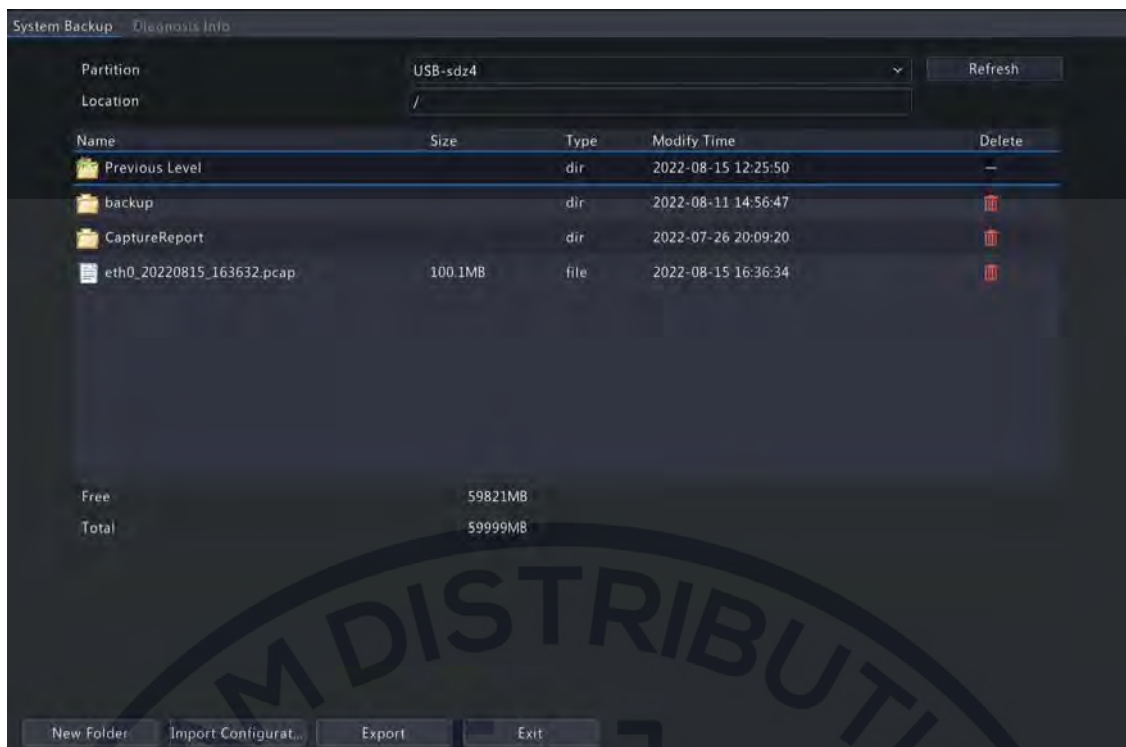 System Backup Diagnosis Info
Partition USB-sdz4 Refresh
Location /
Name Size Type Modify Time Delete
Previous Level dir 2022-08-15 12:25:50 —
backup dir 2022-08-11 14:56:47
CaptureReport dir 2022-07-26 20:09:20
eth0_20220815_163632.pcap 100.1MB file 2022-08-15 16:36:34
Free 59821MB
Total 59999MB
New Folder Import Configurat... Export Exit